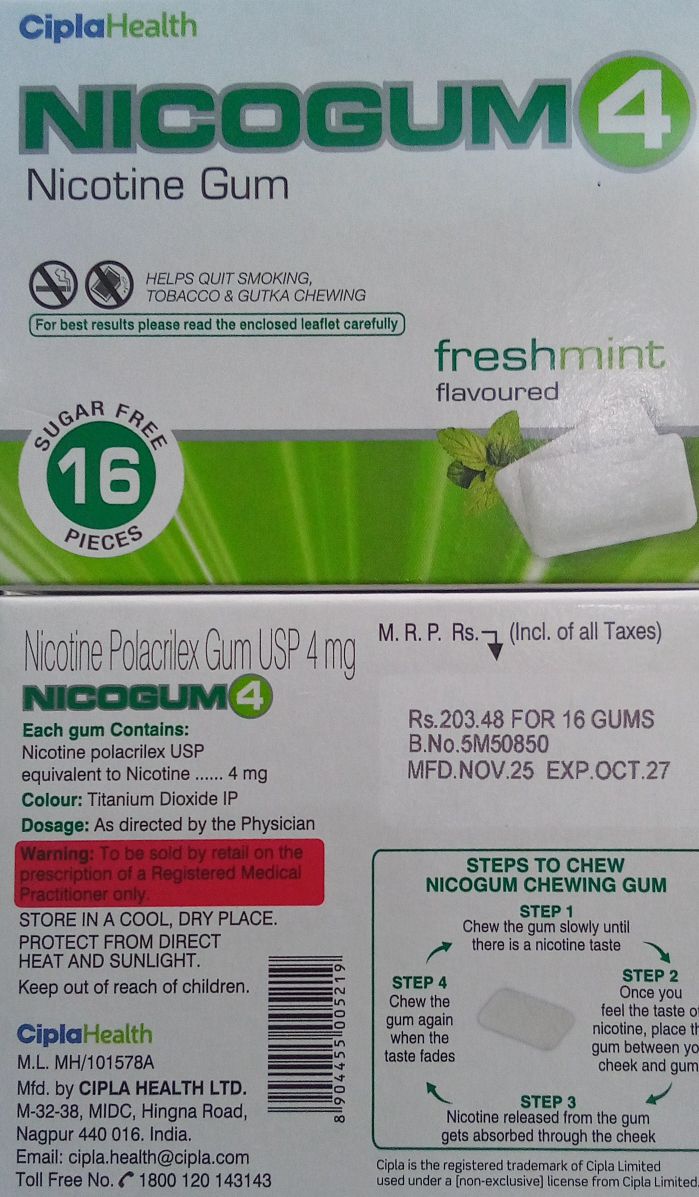 CiplaHealth
NICOGUM 4
Nicotine Gum
HELPS QUIT SMOKING,
TOBACCO & GUTKA CHEWING
For best results please read the enclosed leaflet carefully
freshmint
flavoured
SUGAR FREE
16
PIECES
Nicotine Polacrilex Gum USP 4 mg
NICOGUM 4
Each gum Contains:
Nicotine polacrilex USP
equivalent to Nicotine ...... 4 mg
Colour: Titanium Dioxide IP
Dosage: As directed by the Physician
Warning: To be sold by retail on the
prescription of a Registered Medical
Practitioner only.
STORE IN A COOL, DRY PLACE.
PROTECT FROM DIRECT
HEAT AND SUNLIGHT.
Keep out of reach of children.
CiplaHealth
M.L. MH/101578A
Mfd. by CIPLA HEALTH LTD.
M-32-38, MIDC, Hingna Road,
Nagpur 440 016. India.
Email: cipla.health@cipla.com
Toll Free No. 1800 120 143143
8 904455 005219
M. R. P. Rs. (Incl. of all Taxes)
Rs.203.48 FOR 16 GUMS
B.No.5M50850
MFD.NOV.25 EXP.OCT.27
STEPS TO CHEW
NICOGUM CHEWING GUM
STEP 1
Chew the gum slowly until
there is a nicotine taste
STEP 2
Once you
feel the taste
nicotine, place
gum between
cheek and gum
STEP 3
Nicotine released from the gum
gets absorbed through the cheek
STEP 4
Chew the
gum again
when the
taste fades
Cipla is the registered trademark of Cipla Limited
used under a [non-exclusive] license from Cipla Limited